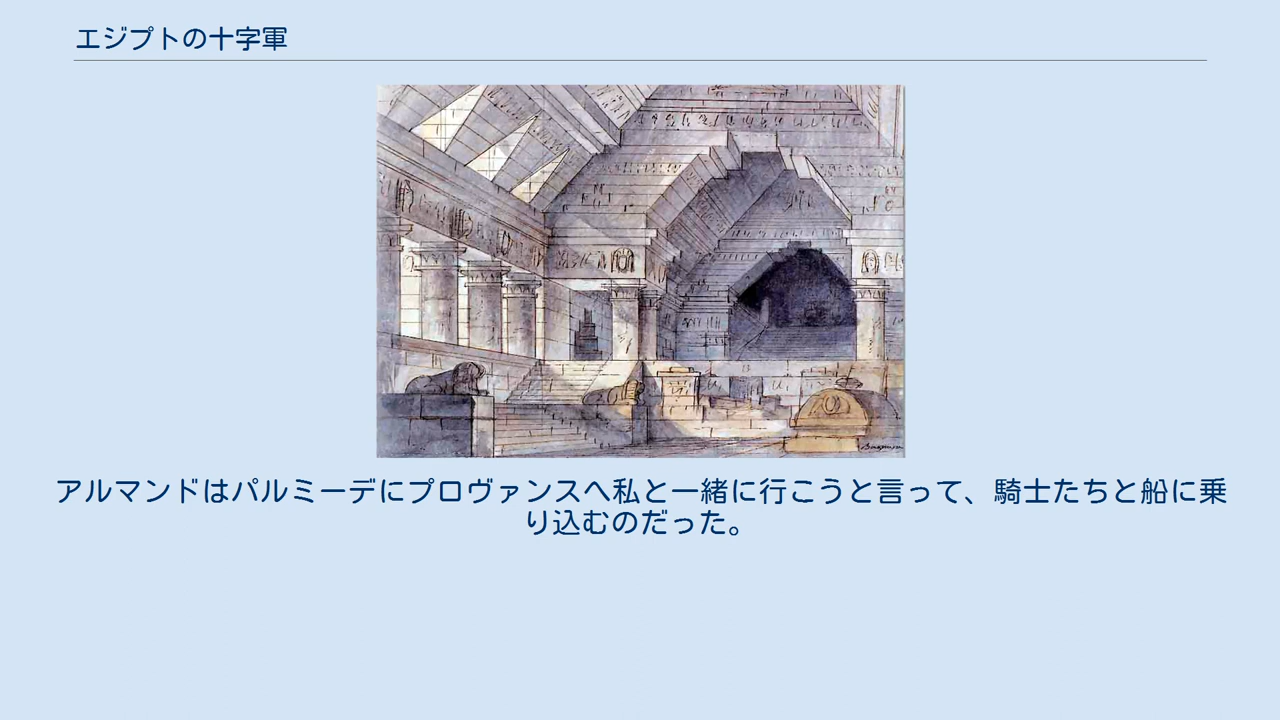 エジプトの十字軍
アルマンドはパルミーデにプロヴァンスへ私と一緒に行こうと言って、騎士たちと船に乗
り込むのだった。